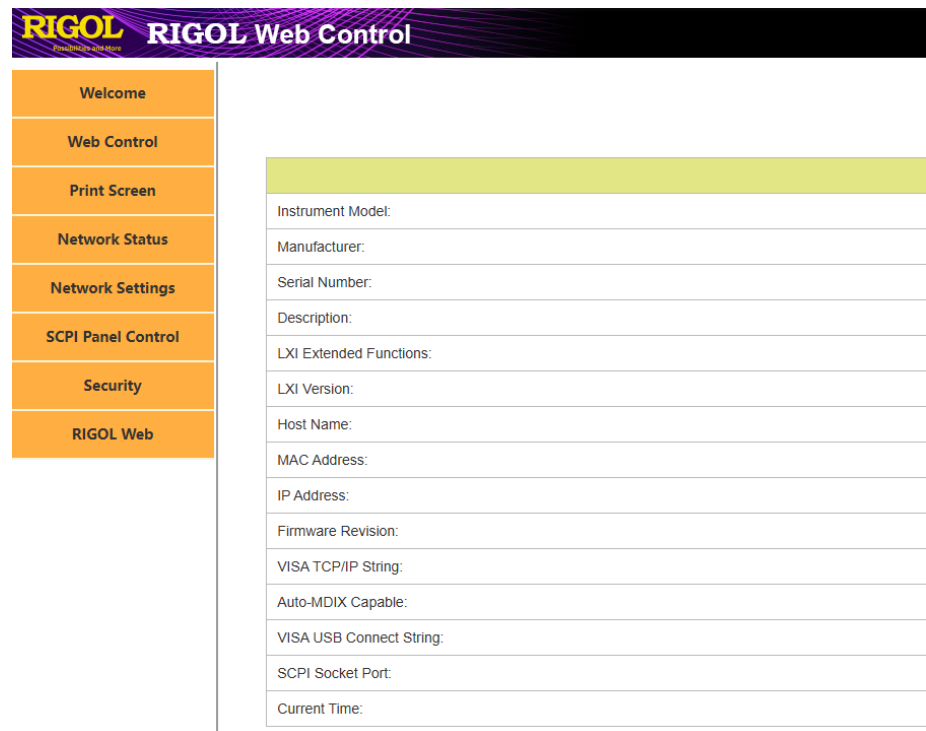 RIGOL
Possibilities and More
RIGOL Web Control
Welcome
Web Control
Print Screen
Network Status
Network Settings
SCPI Panel Control
Security
RIGOL Web
Instrument Model:
Manufacturer:
Serial Number:
Description:
LXI Extended Functions:
LXI Version:
Host Name:
MAC Address:
IP Address:
Firmware Revision:
VISA TCP/IP String:
Auto-MDIX Capable:
VISA USB Connect String:
SCPI Socket Port:
Current Time: